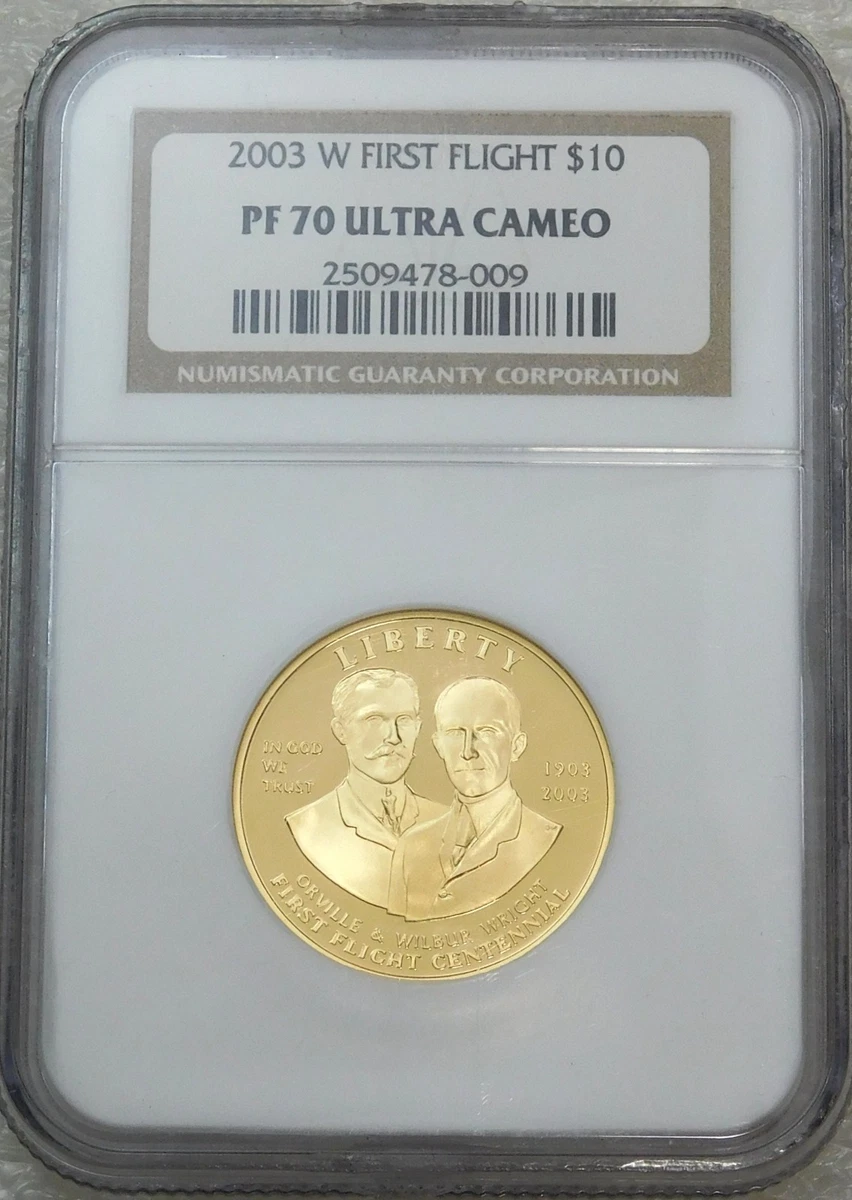 2003 W FIRST FLIGHT $10
PF 70 ULTRA CAMEO
2509478-009
NUMISMATIC GUARANTY CORPORATION
LIBERTY
IN GOD
WE
TRUST
1903
2003
ORVILLE & WILBUR WRIGHT
FIRST FLIGHT CENTENNIAL